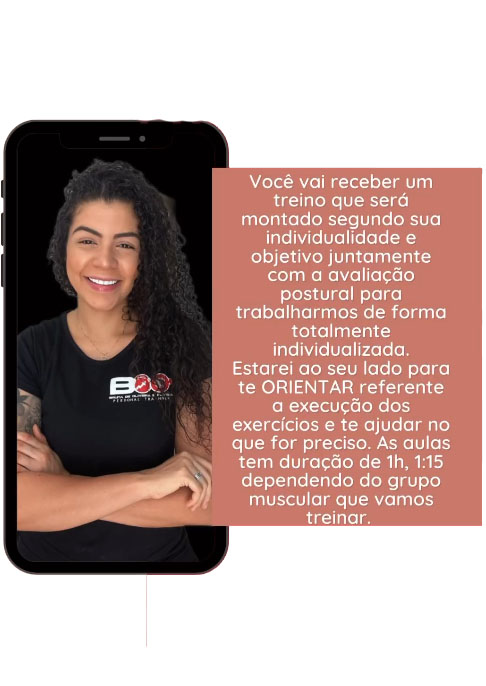 Você vai receber um
treino que será
montado segundo sua
individualidade e
objetivo juntamente
com a avaliação
postural para
trabalharmos de forma
totalmente
individualizada.
Estarei ao seu lado para
te ORIENTAR referente
a execução dos
exercícios e te ajudar no
que for preciso. As aulas
tem duração de 1h, 1:15
dependendo do grupo
muscular que vamos
treinar.
PERSONAL TRAINER